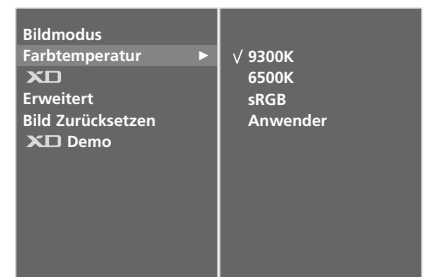 Bildmodus
Farbtemperatur ►
XD
Erweitert
Bild Zurücksetzen
XD Demo
√ 9300K
6500K
sRGB
Anwender